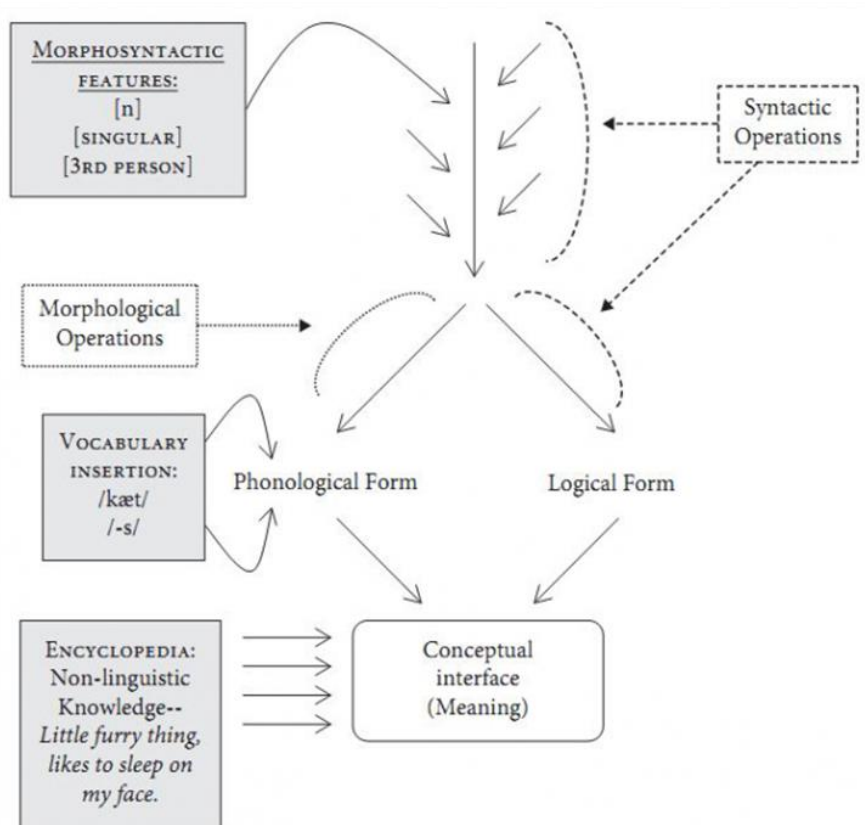 MORPHOSYNTACTIC
FEATURES:
[n]
[SINGULAR]
[3RD PERSON]
Syntactic
Operations
Morphological
Operations
VOCABULARY
INSERTION:
/kæt/
/-s/
Phonological Form
Logical Form
ENCYCLOPEDIA:
Non-linguistic
Knowledge--
Little furry thing,
likes to sleep on
my face.
Conceptual
interface
(Meaning)